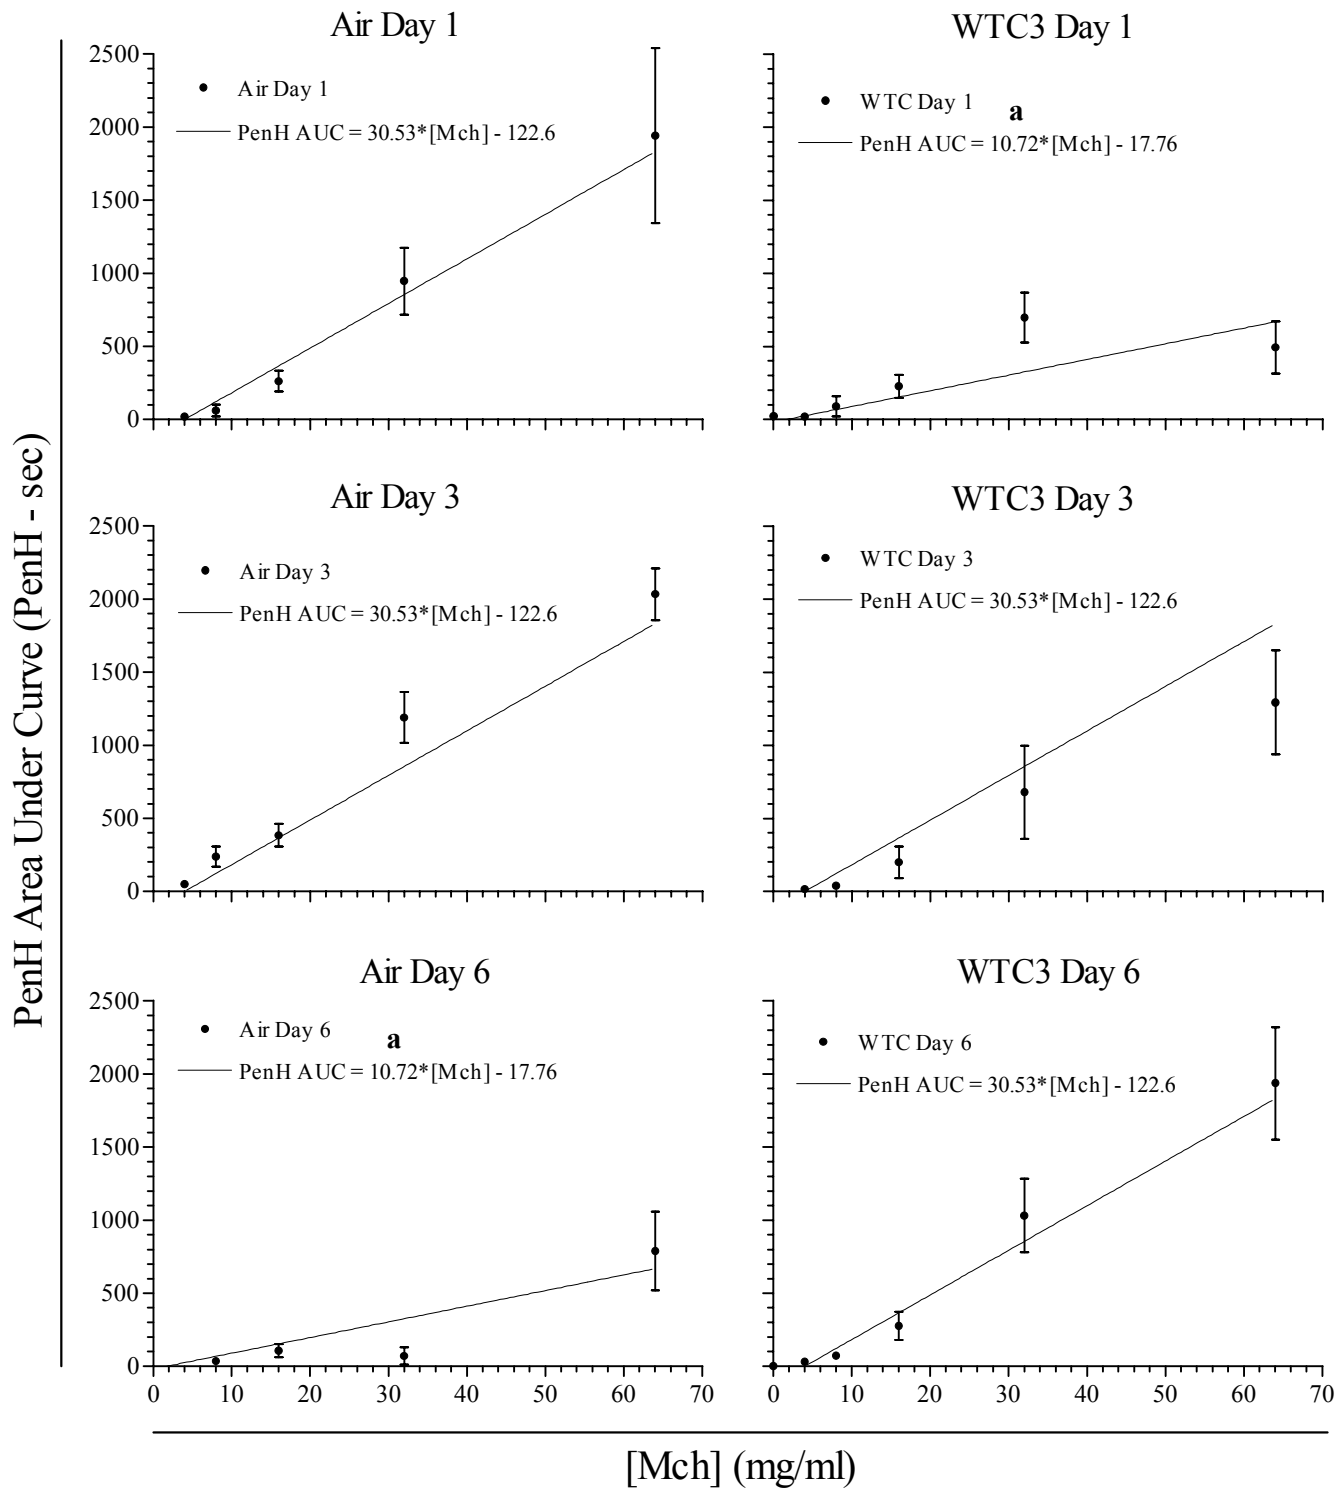 Air Day 1
2500
2000
1500
1000
500
0
Air Day 1
PenH AUC = 30.53*[Mch] - 122.6
WTC3 Day 1
WTC Day 1
a
PenH AUC = 10.72*[Mch] - 17.76
Air Day 3
2500
2000
1500
1000
500
0
Air Day 3
PenH AUC = 30.53*[Mch] - 122.6
WTC3 Day 3
WTC Day 3
PenH AUC = 30.53*[Mch] - 122.6
Air Day 6
2500
2000
1500
1000
500
0
Air Day 6
a
PenH AUC = 10.72*[Mch] - 17.76
0 10 20 30 40 50 60 70
WTC3 Day 6
WTC Day 6
PenH AUC = 30.53*[Mch] - 122.6
0 10 20 30 40 50 60 70
PenH Area Under Curve (PenH - sec)
[Mch] (mg/ml)